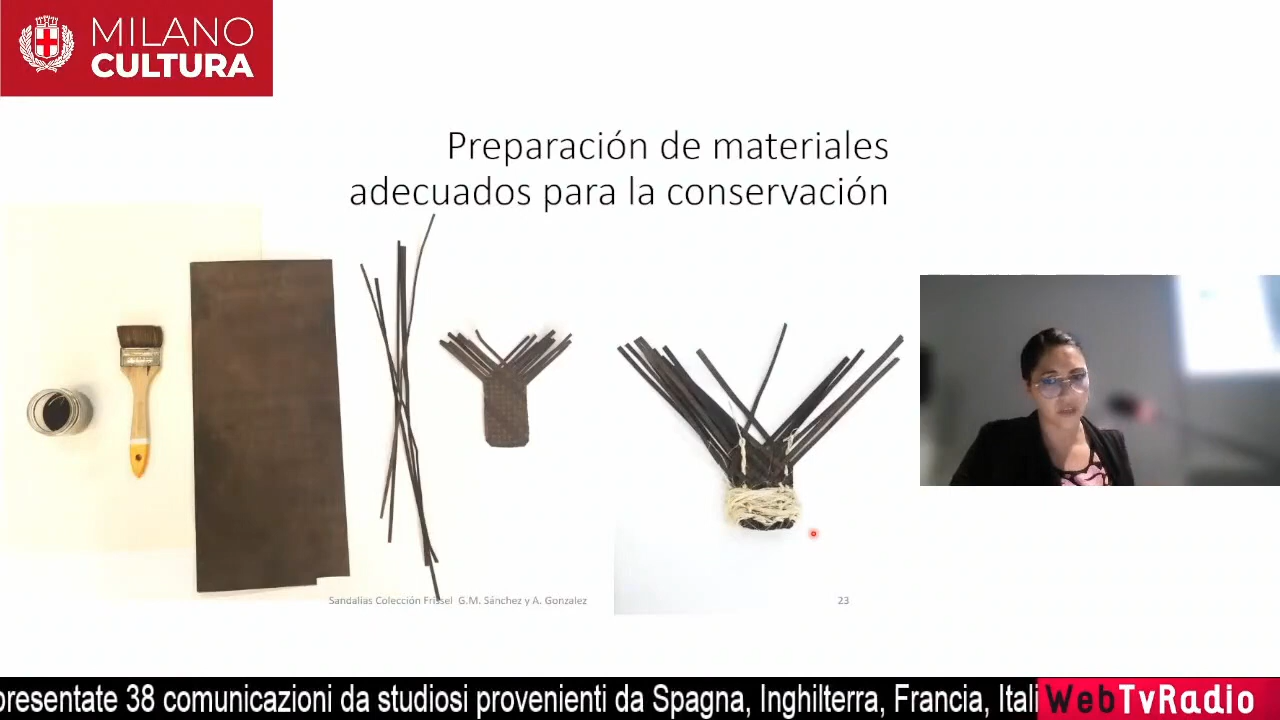 MILANO
CULTURA
Preparación de materiales
adecuados para la conservación
Sandalias Colección Frissel G.M. Sánchez y A. Gonzalez
23
presentate 38 comunicazioni da studiosi provenienti da Spagna, Inghilterra, Francia, Itali
WebTvRadio